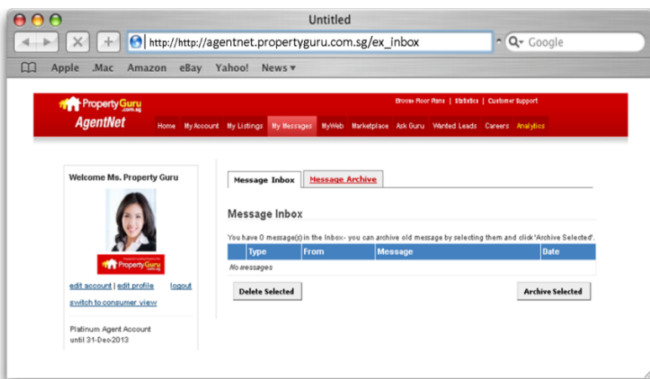 Untitled
http://http://agentnet.propertyguru.com.sg/ex_inbox
Google
Apple .Mac Amazon eBay Yahoo! News
PropertyGuru
.com.sg
AgentNet
Browse Floor Plans | Statistics | Customer Support
Home My Account My Listings My Messages MyWeb Marketplace Ask Guru Wanted Leads Careers Analytics
Welcome Ms. Property Guru
PropertyGuru
edit account | edit profile logout
switch to consumer view
Platinum Agent Account
until 31-Dec-2013
Message Inbox Message Archive
Message Inbox
You have 0 message(s) in the Inbox- you can archive old message by selecting them and click 'Archive Selected'.
Type From Message Date
No messages
Delete Selected Archive Selected